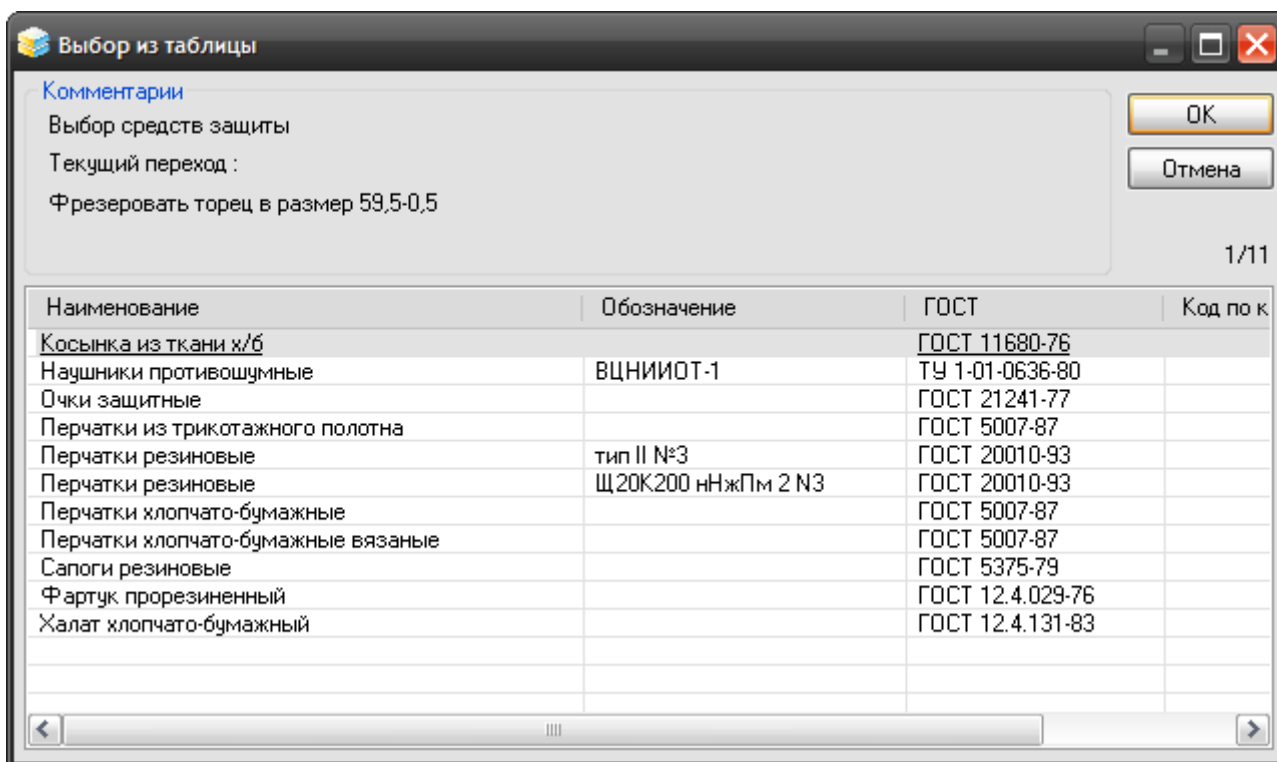 Выбор из таблицы
Комментарии
Выбор средств защиты
Текущий переход :
Фрезеровать торец в размер 59,5-0,5
OK
Отмена
1/11
Наименование Обозначение ГОСТ Код по к
Косынка из ткани х/б ГОСТ 11680-76
Наушники противошумные ВЦНИИОТ-1 ТУ 1-01-0636-80
Очки защитные ГОСТ 21241-77
Перчатки из трикотажного полотна ГОСТ 5007-87
Перчатки резиновые тип II №3 ГОСТ 20010-93
Перчатки резиновые Щ20К200 нНжПм 2 N3 ГОСТ 20010-93
Перчатки хлопчато-бумажные ГОСТ 5007-87
Перчатки хлопчато-бумажные вязаные ГОСТ 5007-87
Сапоги резиновые ГОСТ 5375-79
Фартук прорезиненный ГОСТ 12.4.029-76
Халат хлопчато-бумажный ГОСТ 12.4.131-83